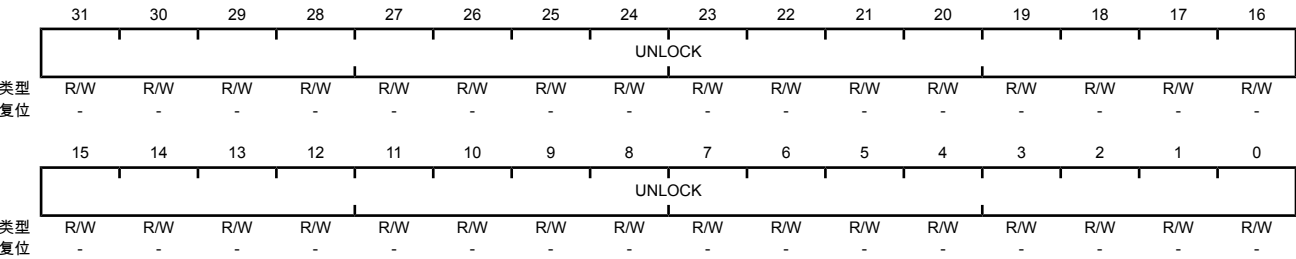 31 30 29 28 27 26 25 24 23 22 21 20 19 18 17 16
UNLOCK
类型 R/W R/W R/W R/W R/W R/W R/W R/W R/W R/W R/W R/W R/W R/W R/W R/W
复位 - - - - - - - - - - - - - - - -
15 14 13 12 11 10 9 8 7 6 5 4 3 2 1 0
UNLOCK
类型 R/W R/W R/W R/W R/W R/W R/W R/W R/W R/W R/W R/W R/W R/W R/W R/W
复位 - - - - - - - - - - - - - - - -